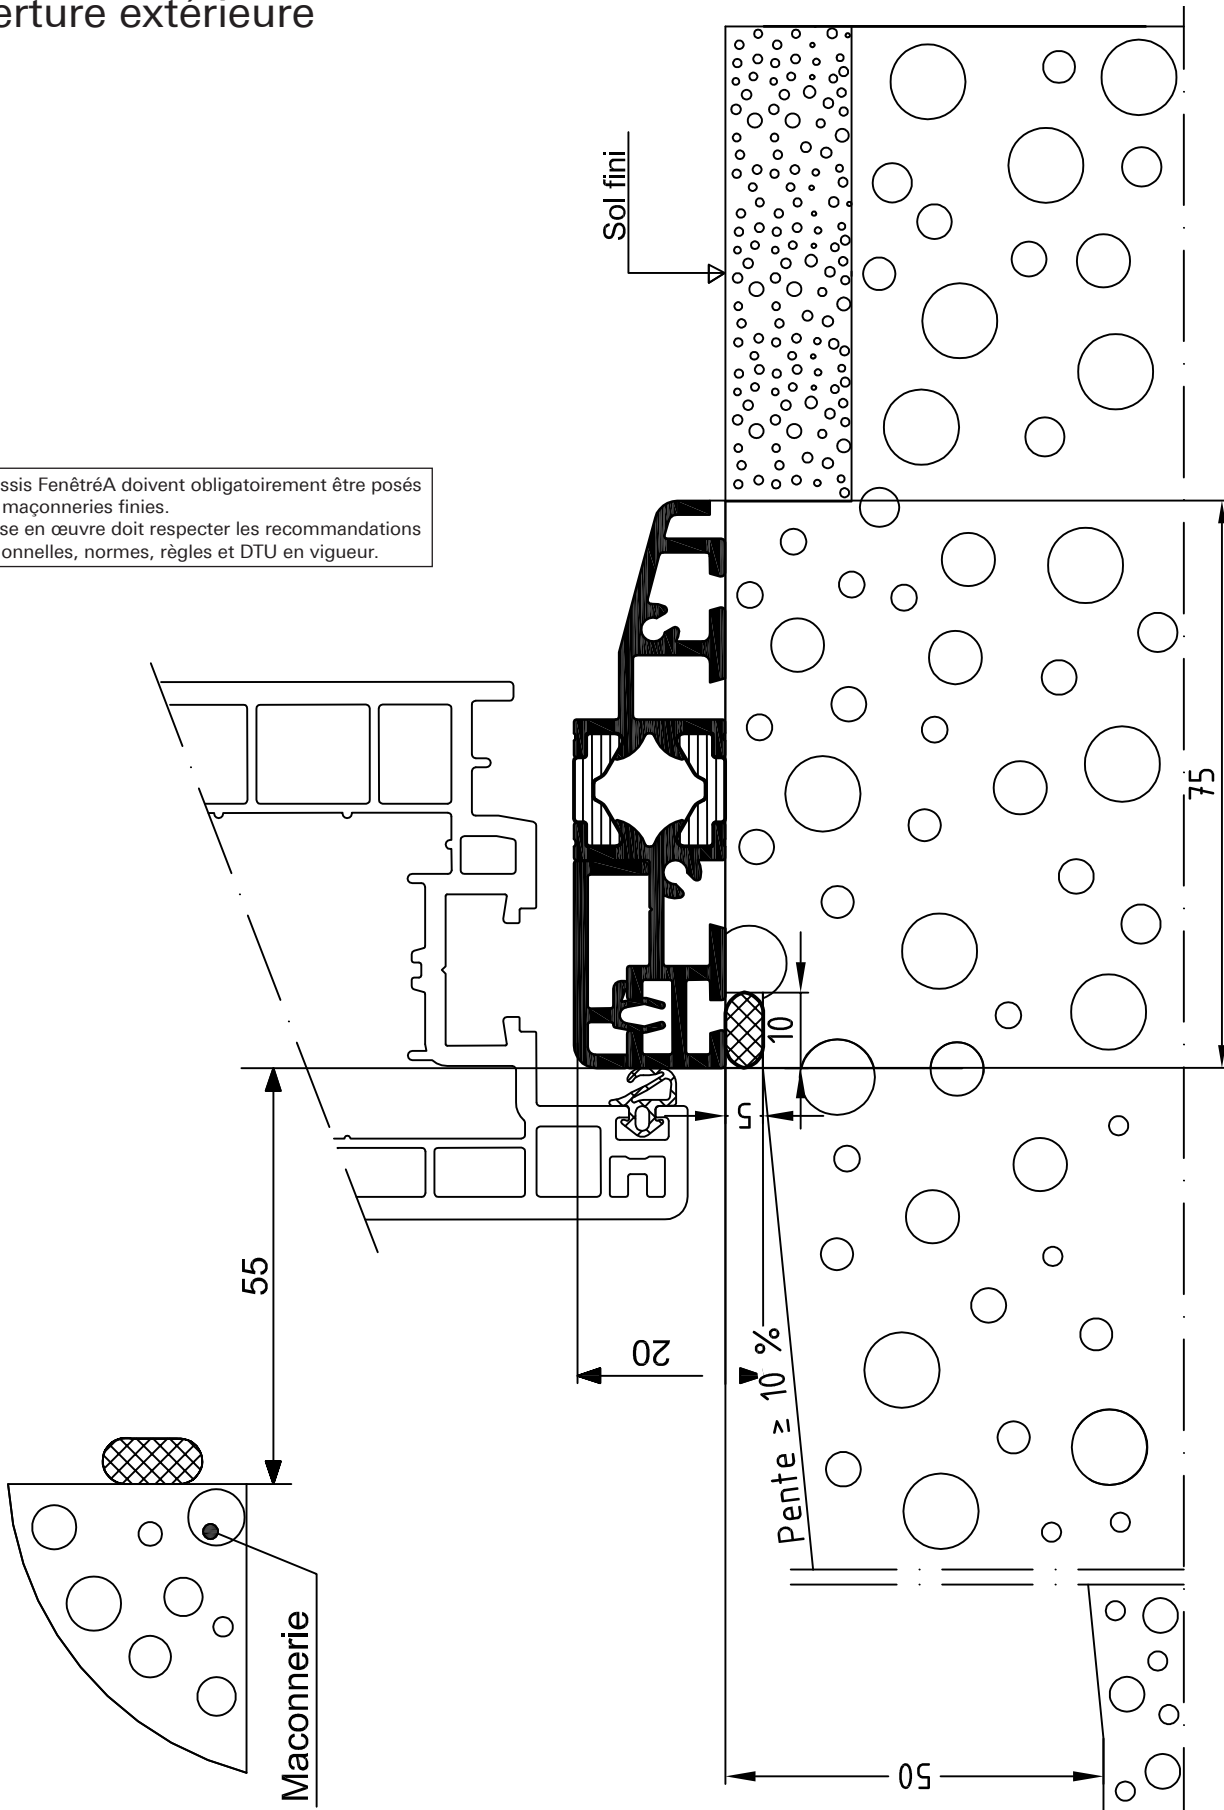 erture extérieure
Sol fini
ssis FenêtréA doivent obligatoirement être posés
maçonneries finies.
se en œuvre doit respecter les recommandations
onnelles, normes, règles et DTU en vigueur.
75
10
5
55
20
Pente ≥ 10 %
Maconnerie
50